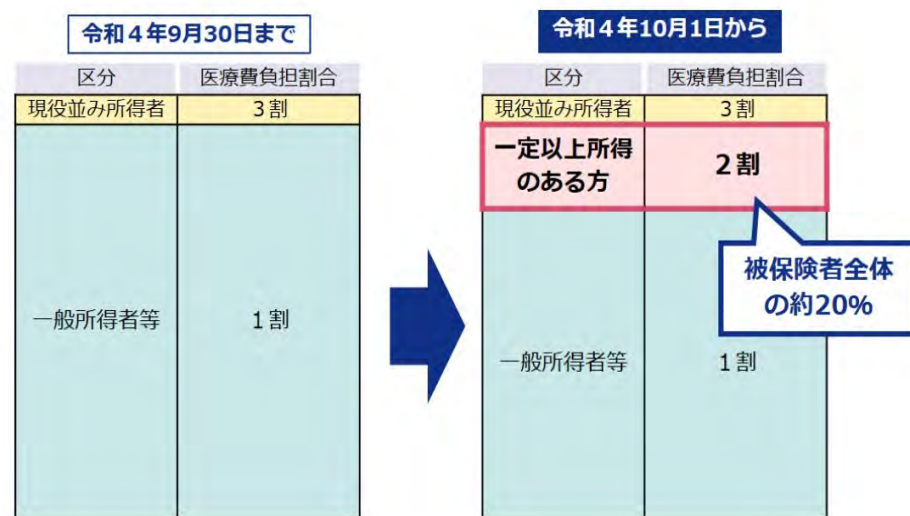 令和４年9月30日まで
区分 医療費負担割合
現役並み所得者 ３割
一般所得者等 １割
令和４年10月1日から
区分 医療費負担割合
現役並み所得者 ３割
一定以上所得
のある方
２割
被保険者全体
の約20%
一般所得者等 １割